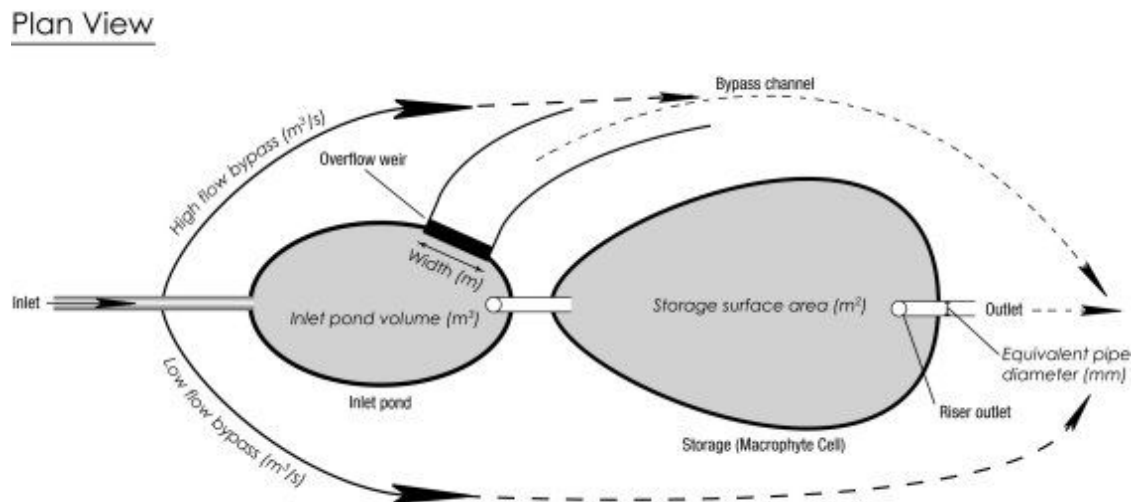 Plan View
Bypass channel
High flow bypass (m³/s)
Overflow weir
Width (m)
Inlet
Inlet pond volume (m³)
Storage surface area (m²)
Outlet
Equivalent pipe
diameter (mm)
Inlet pond
Riser outlet
Low flow bypass (m³/s)
Storage (Macrophyte Cell)